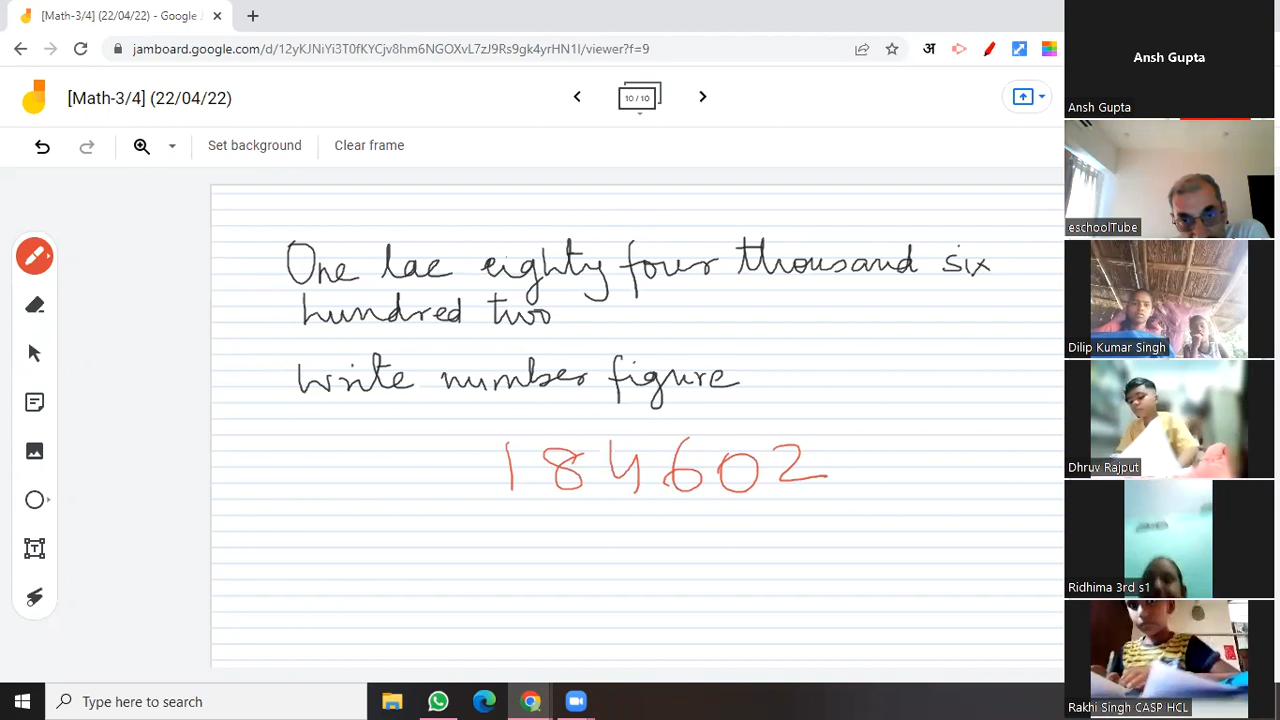 [Math-3/4] (22/04/22) - Google
jamboard.google.com/d/12yKJNiYi3TBIKYCjv8hm6NGOXvL7zJ9Rs9gk4yrHN1I/viewer?f=9
अ
[Math-3/4] (22/04/22)
10 / 10
Set background
Clear frame
One lac eighty four thousand six
hundred two
Write number figure
184602
Ansh Gupta
Ansh Gupta
eschoolTube
Dilip Kumar Singh
Dhruv Rajput
Ridhima 3rd s1
Rakhi Singh CASP HCL
Type here to search